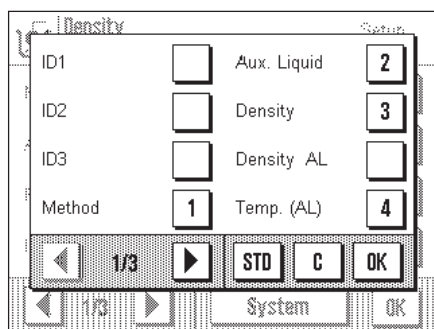 Density Setup
ID1 Aux. Liquid 2
ID2 Density 3
ID3 Density AL
Method 1 Temp. (AL) 4
1/3 STD C OK
1/3 System OK